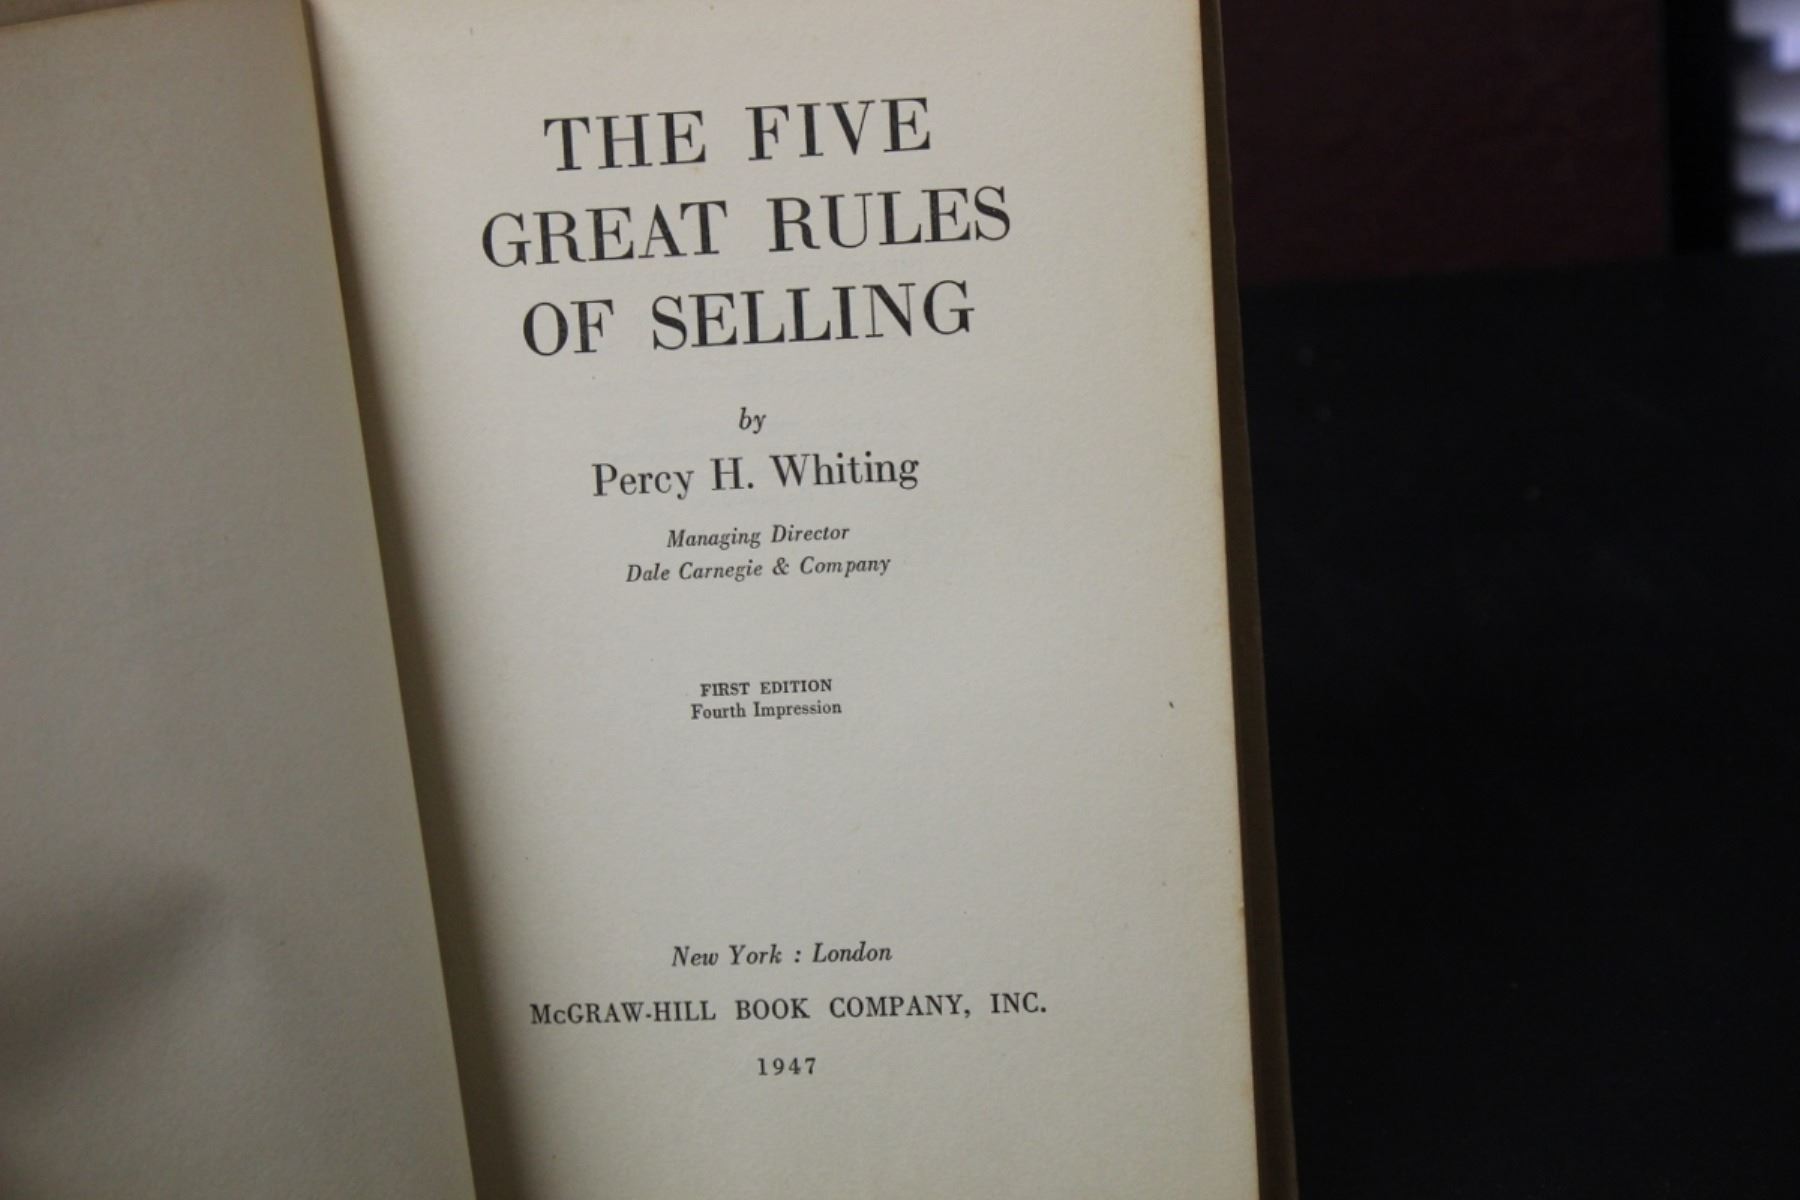 THE FIVE
GREAT RULES
OF SELLING
by
Percy H. Whiting
Managing Director
Dale Carnegie & Company
FIRST EDITION
Fourth Impression
New York : London
McGRAW-HILL BOOK COMPANY, INC.
1947